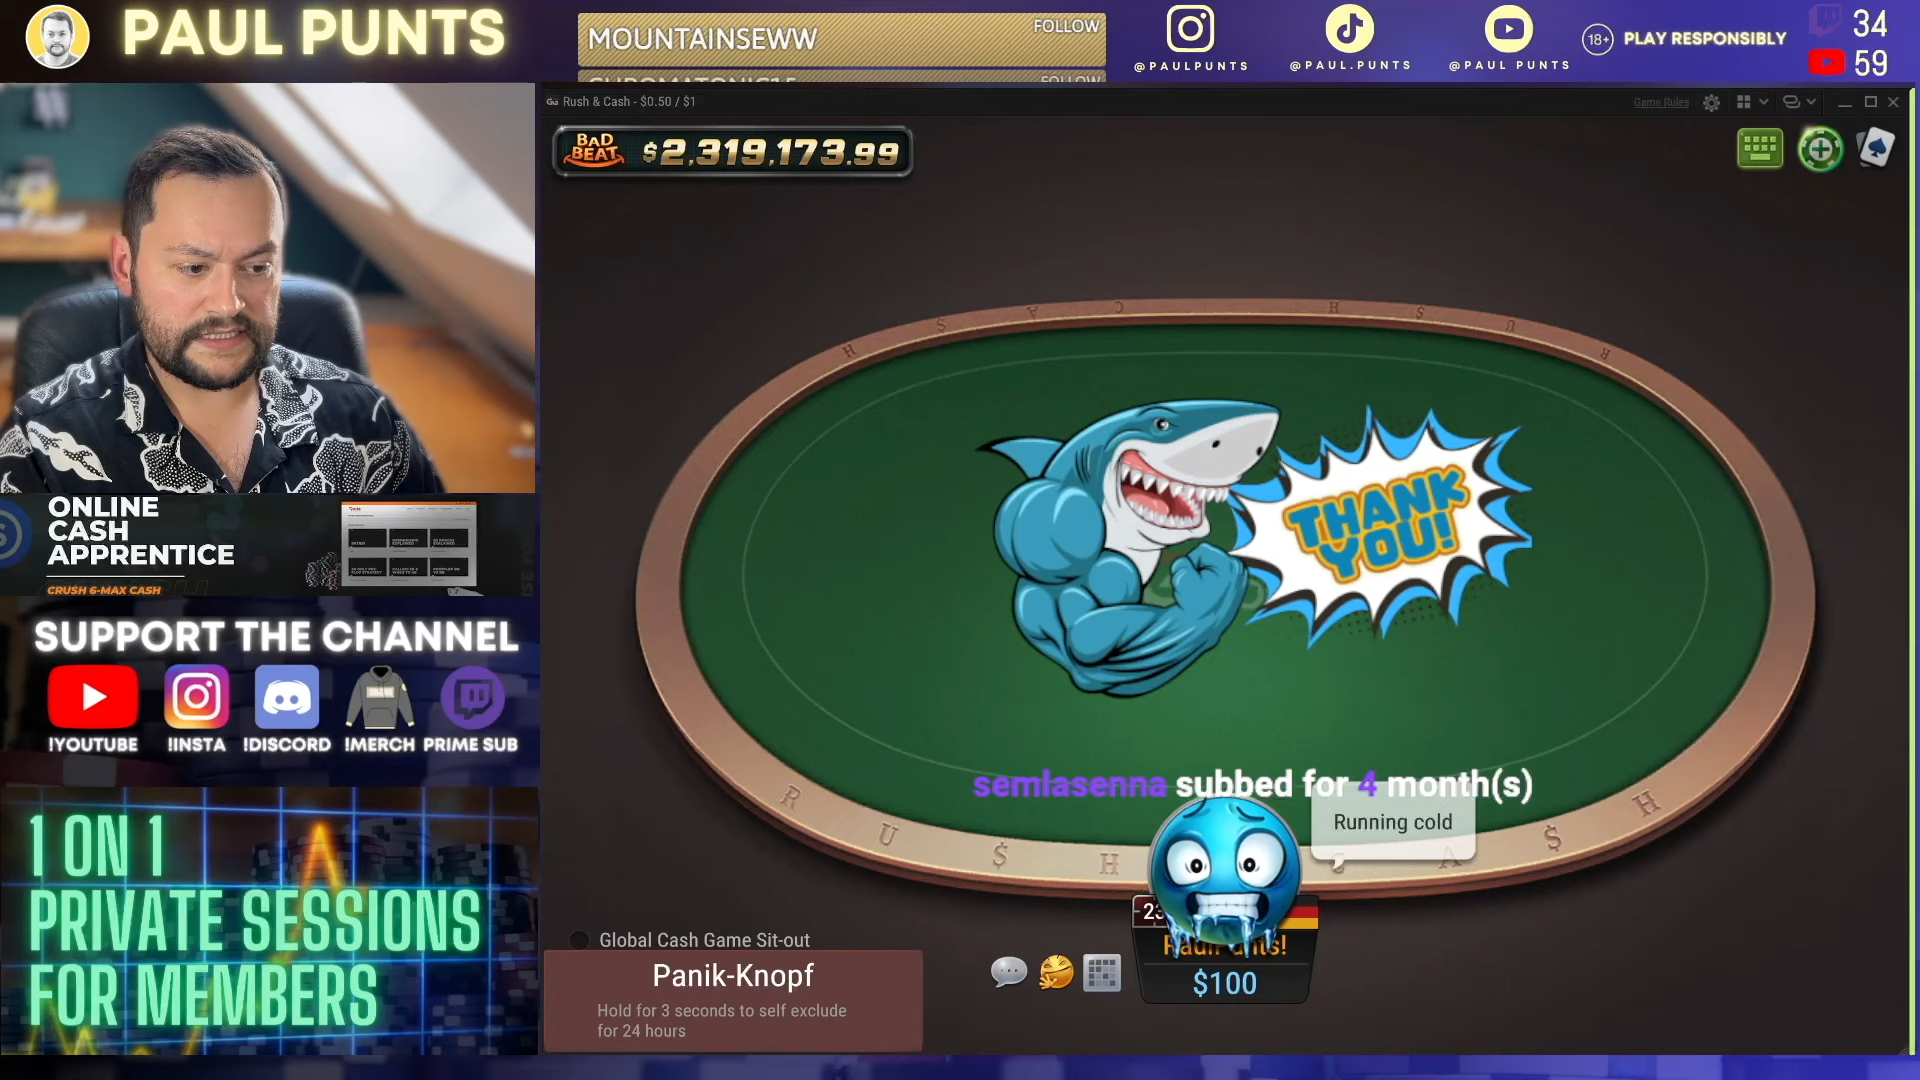 PAUL PUNTS
MOUNTAINSEWW
FOLLOW
FOLLOW
@PAULPUNTS
@PAUL.PUNTS
@PAUL PUNTS
18+
PLAY RESPONSIBLY
34
59
Rush & Cash - $0.50 / $1
Game Rules
BAD BEAT
$2,319,173.99
THANK
YOU!
semlasenna subbed for 4 month(s)
Running cold
RUSH
$100
Global Cash Game Sit-out
Panik-Knopf
Hold for 3 seconds to self exclude
for 24 hours
ONLINE
CASH
APPRENTICE
CRUSH 6-MAX CASH
SUPPORT THE CHANNEL
!YOUTUBE
!INSTA
!DISCORD
!MERCH
PRIME SUB
1 ON 1
PRIVATE SESSIONS
FOR MEMBERS